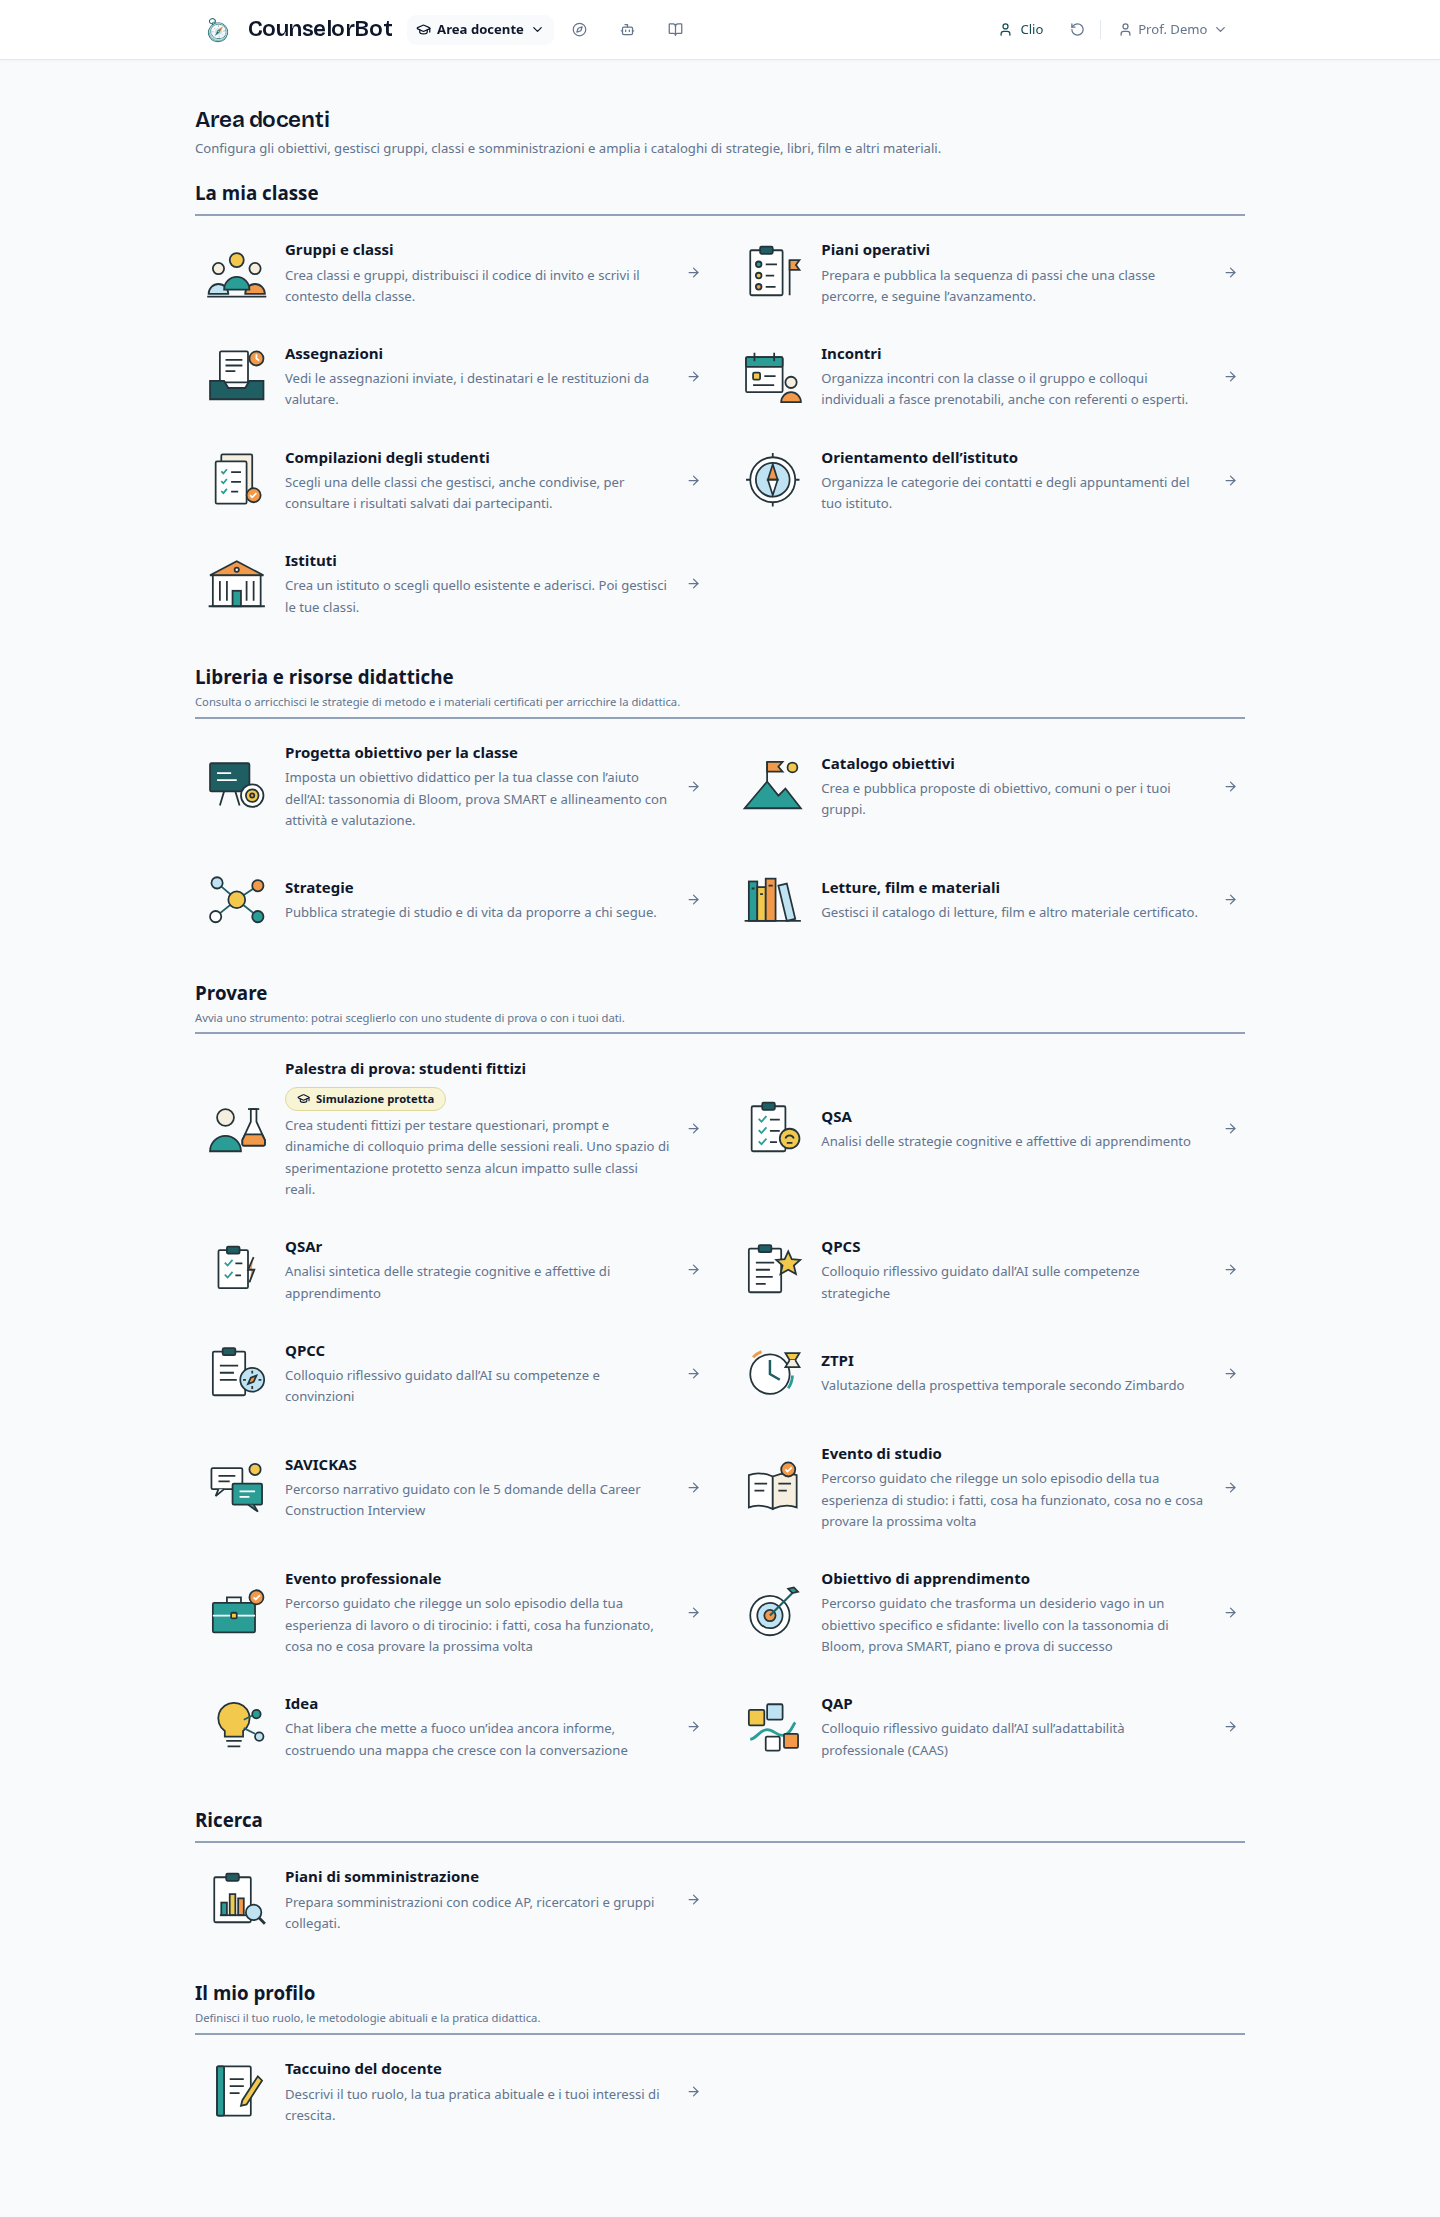 CounselorBot
Area docente
Clio
Prof. Demo
Area docenti
Configura gli obiettivi, gestisci gruppi, classi e somministrazioni e amplia i cataloghi di strategie, libri, film e altri materiali.
La mia classe
Gruppi e classi
Crea classi e gruppi, distribuisci il codice di invito e scrivi il
contesto della classe.
Piani operativi
Prepara e pubblica la sequenza di passi che una classe
percorre, e seguine l’avanzamento.
Assegnazioni
Vedi le assegnazioni inviate, i destinatari e le restituzioni da
valutare.
Incontri
Organizza incontri con la classe o il gruppo e colloqui
individuali a fasce prenotabili, anche con referenti o esperti.
Compilazioni degli studenti
Scegli una delle classi che gestisci, anche condivise, per
consultare i risultati salvati dai partecipanti.
Orientamento dell’istituto
Organizza le categorie dei contatti e degli appuntamenti del
tuo istituto.
Istituti
Crea un istituto o scegli quello esistente e aderisci. Poi gestisci
le tue classi.
Libreria e risorse didattiche
Consulta o arricchisci le strategie di metodo e i materiali certificati per arricchire la didattica.
Progetta obiettivo per la classe
Imposta un obiettivo didattico per la tua classe con l’aiuto
dell’AI: tassonomia di Bloom, prova SMART e allineamento con
attività e valutazione.
Catalogo obiettivi
Crea e pubblica proposte di obiettivo, comuni o per i tuoi
gruppi.
Strategie
Pubblica strategie di studio e di vita da proporre a chi segue.
Letture, film e materiali
Gestisci il catalogo di letture, film e altro materiale certificato.
Provare
Avvia uno strumento: potrai sceglierlo con uno studente di prova o con i tuoi dati.
Palestra di prova: studenti fittizi
Simulazione protetta
Crea studenti fittizi per testare questionari, prompt e
dinamiche di colloquio prima delle sessioni reali. Uno spazio di
sperimentazione protetto senza alcun impatto sulle classi
reali.
QSA
Analisi delle strategie cognitive e affettive di apprendimento
QSAr
Analisi sintetica delle strategie cognitive e affettive di
apprendimento
QPCS
Colloquio riflessivo guidato dall’AI sulle competenze
strategiche
QPCC
Colloquio riflessivo guidato dall’AI su competenze e
convinzioni
ZTPI
Valutazione della prospettiva temporale secondo Zimbardo
SAVICKAS
Percorso narrativo guidato con le 5 domande della Career
Construction Interview
Evento di studio
Percorso guidato che rilegge un solo episodio della tua
esperienza di studio: i fatti, cosa ha funzionato, cosa no e cosa
provare la prossima volta
Evento professionale
Percorso guidato che rilegge un solo episodio della tua
esperienza di lavoro o di tirocinio: i fatti, cosa ha funzionato,
cosa no e cosa provare la prossima volta
Obiettivo di apprendimento
Percorso guidato che trasforma un desiderio vago in un
obiettivo specifico e sfidante: livello con la tassonomia di
Bloom, prova SMART, piano e prova di successo
Idea
Chat libera che mette a fuoco un’idea ancora informe,
costruendo una mappa che cresce con la conversazione
QAP
Colloquio riflessivo guidato dall’AI sull’adattabilità
professionale (CAAS)
Ricerca
Piani di somministrazione
Prepara somministrazioni con codice AP, ricercatori e gruppi
collegati.
Il mio profilo
Definisci il tuo ruolo, le metodologie abituali e la pratica didattica.
Taccuino del docente
Descrivi il tuo ruolo, la tua pratica abituale e i tuoi interessi di
crescita.